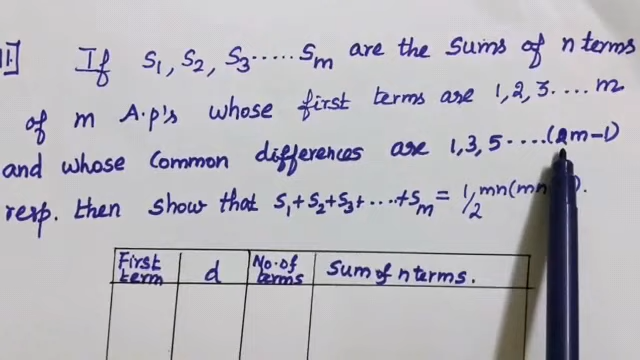 1] If S₁, S₂, S₃ ..... Sₘ are the sums of n terms
of m A.p's whose first terms are 1, 2, 3 .... m
and whose common differences are 1, 3, 5 .....(2m-1)
resp. then show that S₁+S₂+S₃+....+Sₘ = 1/2 mn(mn ).
First term d No. of terms Sum of n terms.